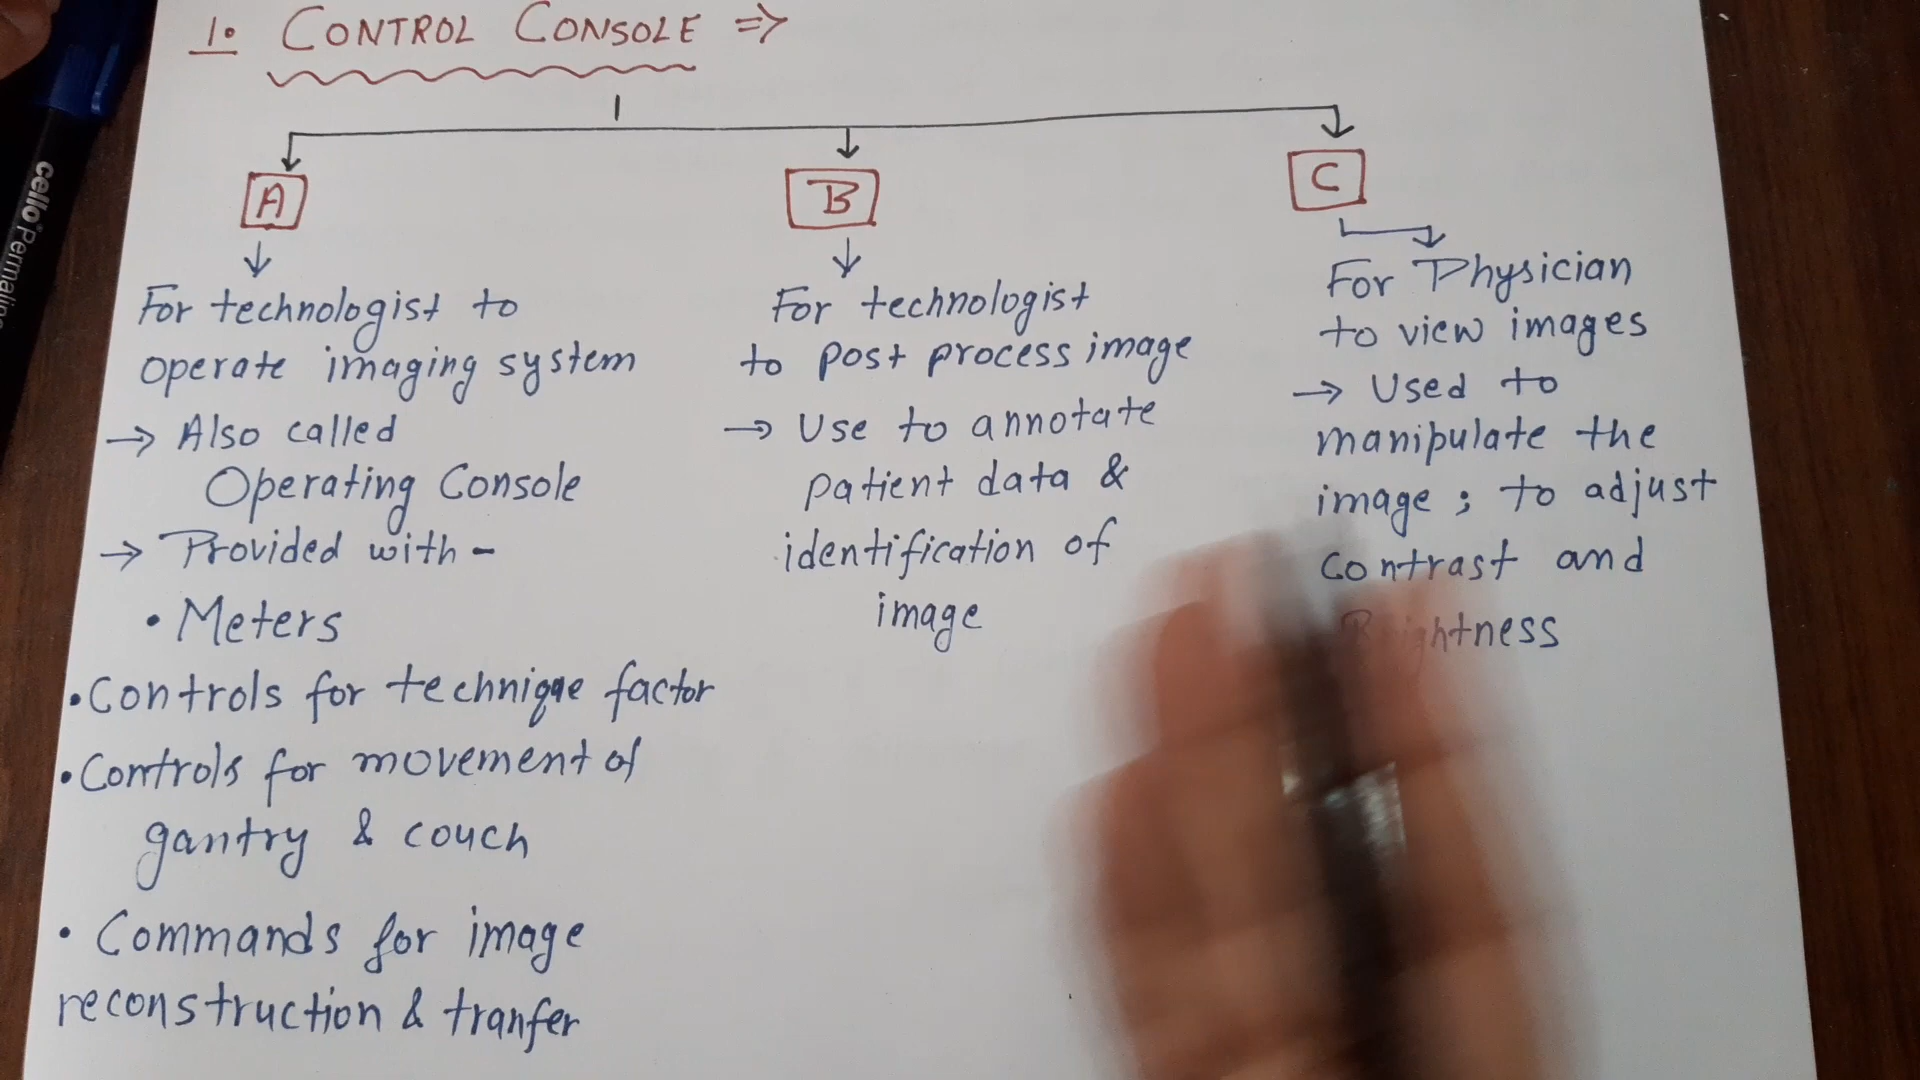 1. CONTROL CONSOLE ⇒
A
For technologist to
operate imaging system
→ Also called
Operating Console
→ Provided with -
• Meters
• Controls for technique factor
• Controls for movement of
gantry & couch
• Commands for image
reconstruction & tranfer
B
For technologist
to post process image
→ Use to annotate
patient data &
identification of
image
C
For Physician
to view images
→ Used to
manipulate the
image ; to adjust
contrast and
Brightness
cello